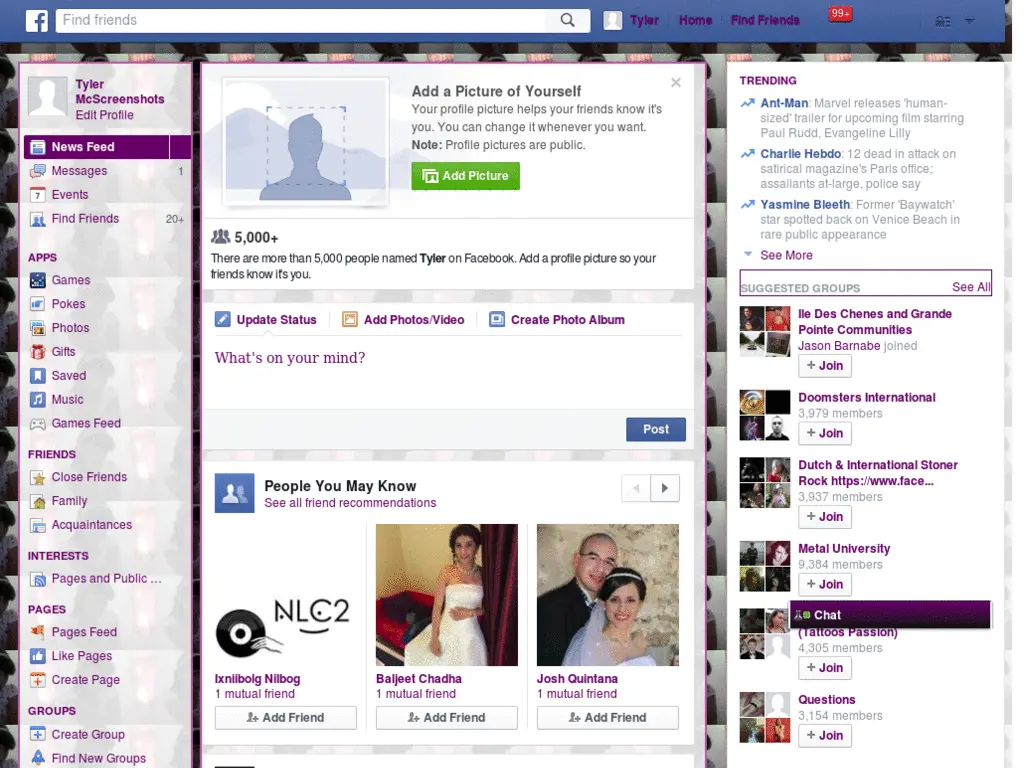 f
Find friends
Tyler
Home
Find Friends
99+
Tyler
McScreenshots
Edit Profile
News Feed
Messages 1
7 Events
Find Friends 20+
APPS
Games
Pokes
Photos
Gifts
Saved
Music
Games Feed
FRIENDS
Close Friends
Family
Acquaintances
INTERESTS
Pages and Public ...
PAGES
Pages Feed
Like Pages
Create Page
GROUPS
Create Group
Find New Groups
Add a Picture of Yourself
Your profile picture helps your friends know it's
you. You can change it whenever you want.
Note: Profile pictures are public.
Add Picture
5,000+
There are more than 5,000 people named Tyler on Facebook. Add a profile picture so your
friends know it's you.
Update Status
Add Photos/Video
Create Photo Album
What's on your mind?
Post
People You May Know
See all friend recommendations
NLC2
Ixniibolg Nilbog
1 mutual friend
Add Friend
Baljeet Chadha
1 mutual friend
Add Friend
Josh Quintana
1 mutual friend
Add Friend
TRENDING
Ant-Man: Marvel releases 'human-
sized' trailer for upcoming film starring
Paul Rudd, Evangeline Lilly
Charlie Hebdo: 12 dead in attack on
satirical magazine's Paris office;
assailants at-large, police say
Yasmine Bleeth: Former 'Baywatch'
star spotted back on Venice Beach in
rare public appearance
See More
SUGGESTED GROUPS See All
Ile Des Chenes and Grande
Pointe Communities
Jason Barnabe joined
+ Join
Doomsters International
3,979 members
+ Join
Dutch & International Stoner
Rock https://www.face...
3,937 members
+ Join
Metal University
9,384 members
+ Join
Chat
(Tattoos Passion)
4,305 members
+ Join
Questions
3,154 members
+ Join